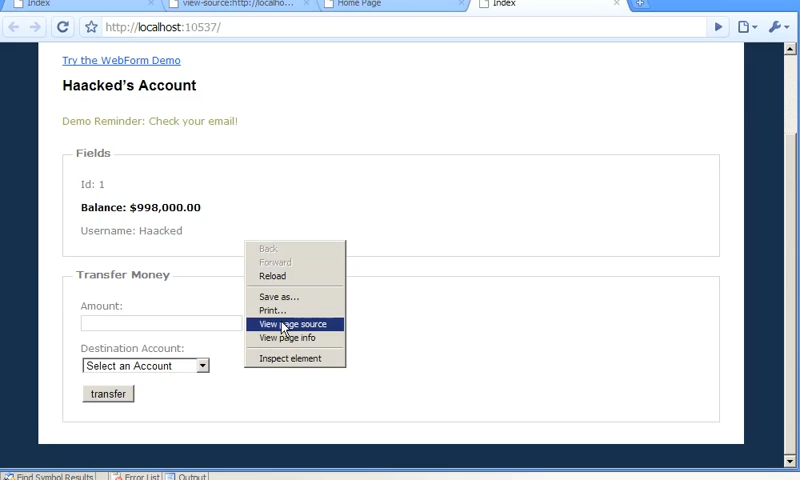 Index
view-source:http://localho...
Home Page
Index
http://localhost:10537/
Try the WebForm Demo
Haacked's Account
Demo Reminder: Check your email!
Fields
Id: 1
Balance: $998,000.00
Username: Haacked
Back
Forward
Reload
Save as...
Print...
View page source
View page info
Inspect element
Transfer Money
Amount:
Destination Account:
Select an Account
transfer
Find Symbol Results
Error List
Output